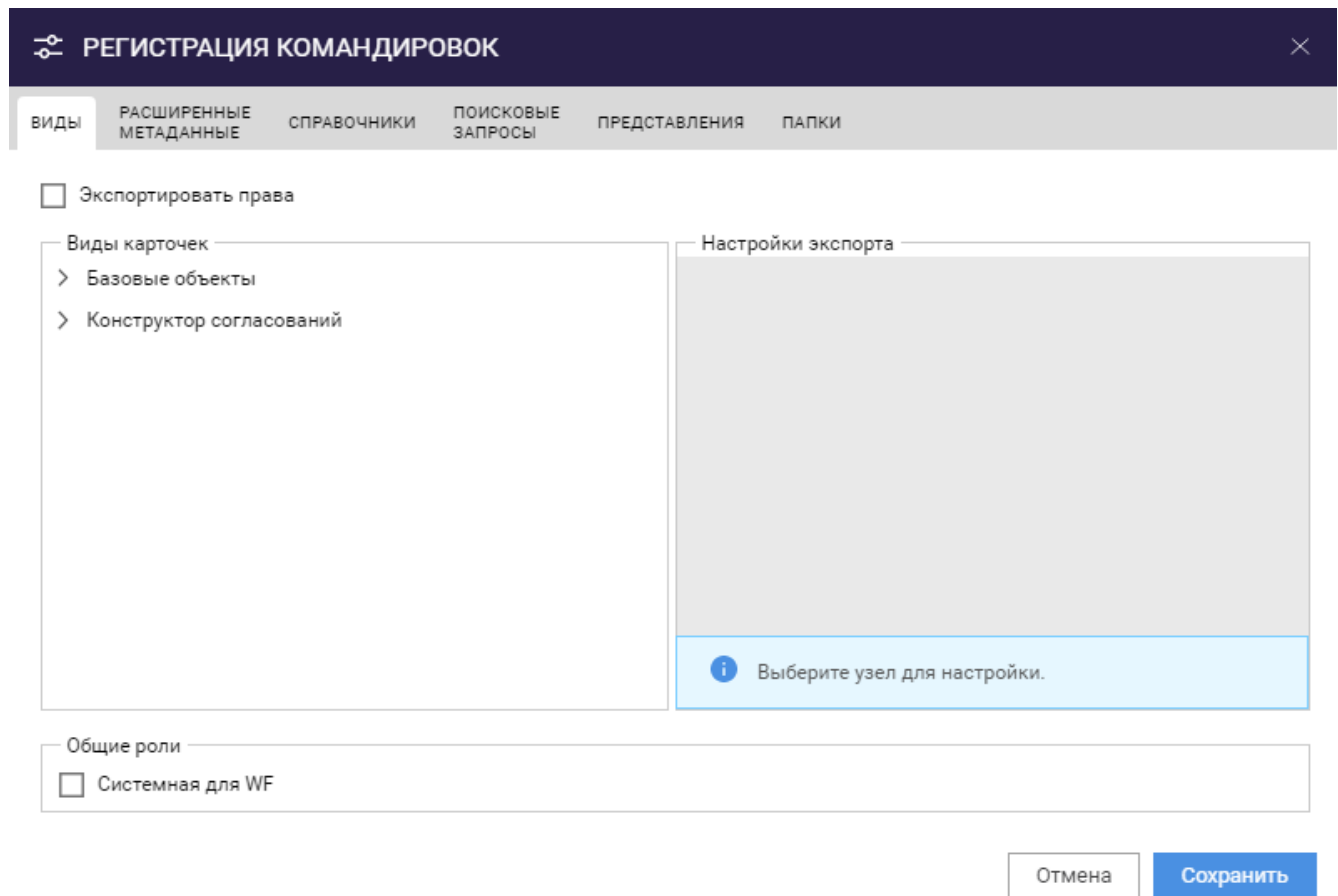 РЕГИСТРАЦИЯ КОМАНДИРОВОК
ВИДЫ
РАСШИРЕННЫЕ
МЕТАДАННЫЕ
СПРАВОЧНИКИ
ПОИСКОВЫЕ
ЗАПРОСЫ
ПРЕДСТАВЛЕНИЯ
ПАПКИ
Экспортировать права
Виды карточек
Базовые объекты
Конструктор согласований
Настройки экспорта
Выберите узел для настройки.
Общие роли
Системная для WF
Отмена
Сохранить